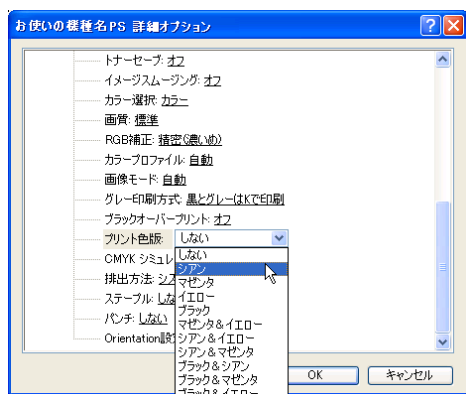 お使いの機種名PS 詳細オプション
トナーセーブ: オフ
イメージスムージング: オフ
カラー選択: カラー
画質: 標準
RGB補正: 精密(濃いめ)
カラープロファイル: 自動
画像モード: 自動
グレー印刷方式: 黒とグレーはKで印刷
ブラックオーバープリント: オフ
プリント色版: しない
しない
CMYK シミュレ
シアン
排出方法: シフ
マゼンタ
ステープル: しな
イエロー
パンチ: しない
ブラック
マゼンタ&イエロー
Orientation設
シアン&イエロー
シアン&マゼンタ
ブラック&シアン
ブラック&マゼンタ
ブラック&イエロー
OK
キャンセル